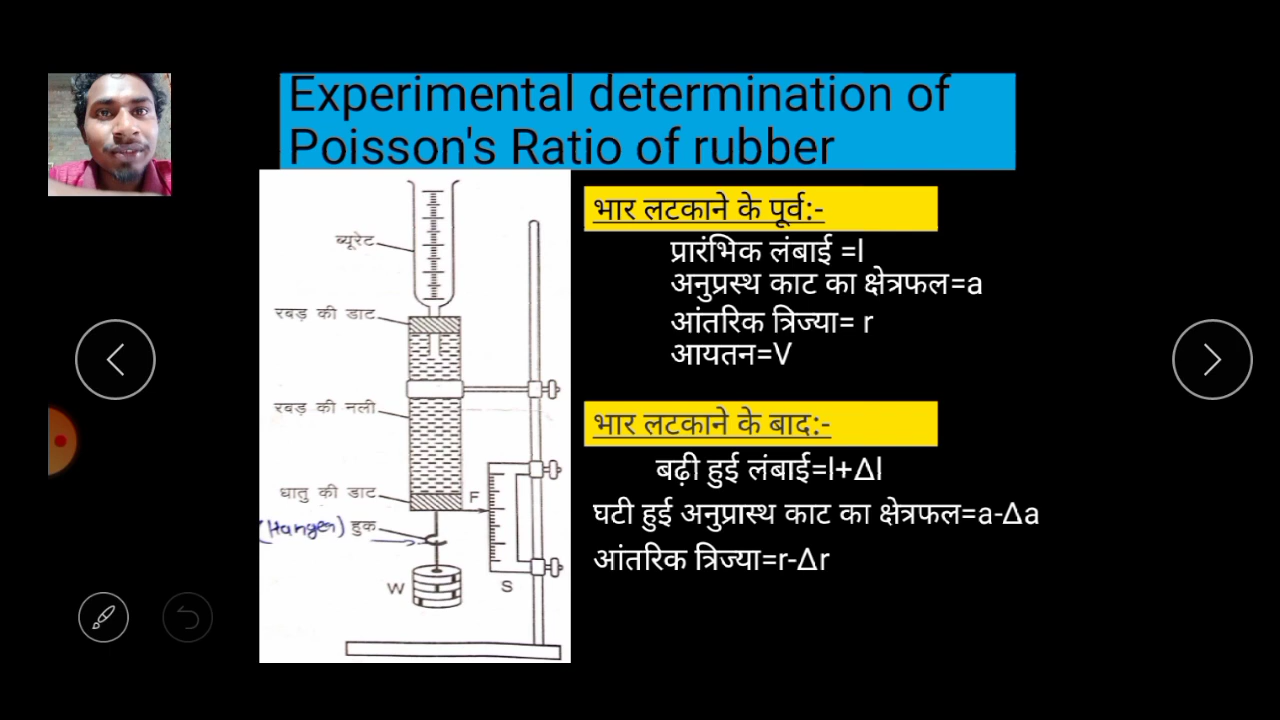 Experimental determination of
Poisson's Ratio of rubber
ब्यूरेट
रबड़ की डाट
रबड़ की नली
धातु की डाट
F
(Hanger) हुक
W
S
भार लटकाने के पूर्व:-
प्रारंभिक लंबाई =l
अनुप्रस्थ काट का क्षेत्रफल=a
आंतरिक त्रिज्या= r
आयतन=V
भार लटकाने के बाद:-
बढ़ी हुई लंबाई=l+Δl
घटी हुई अनुप्रास्थ काट का क्षेत्रफल=a-Δa
आंतरिक त्रिज्या=r-Δr